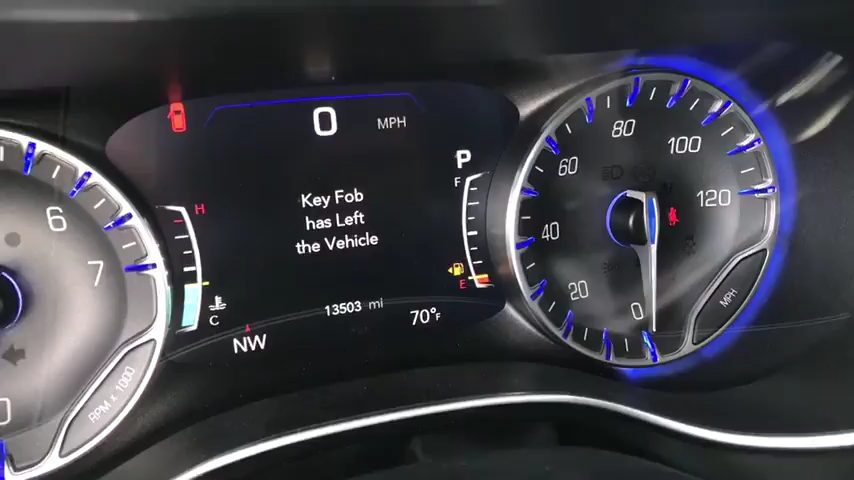 0 MPH
P
Key Fob
has Left
the Vehicle
H
C
F
E
13503 mi
NW
70°F
6
7
0
RPM x 1000
0
20
40
60
80
100
120
MPH